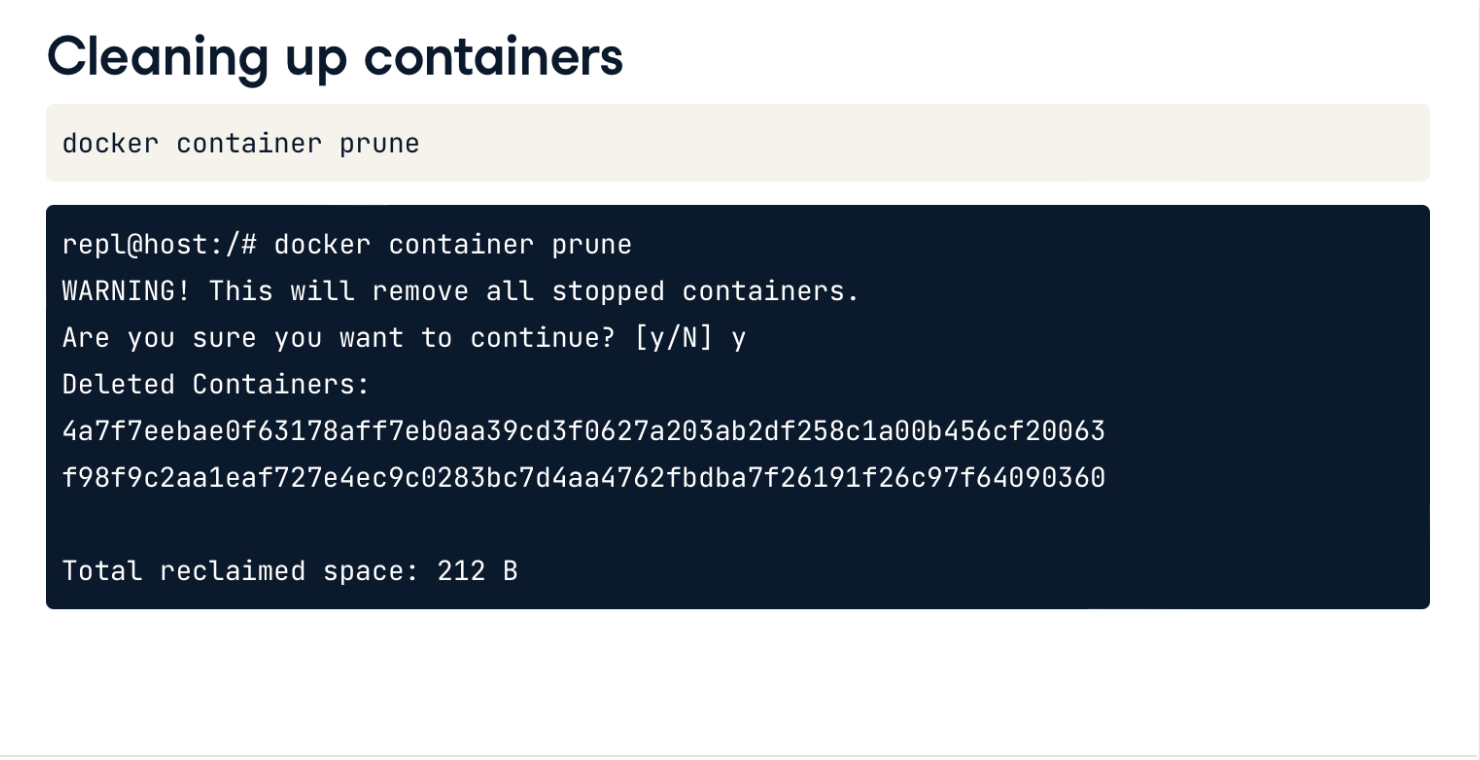 Cleaning up containers
docker container prune
repl@host:/# docker container prune
WARNING! This will remove all stopped containers.
Are you sure you want to continue? [y/N] y
Deleted Containers:
4a7f7eebae0f63178aff7eb0aa39cd3f0627a203ab2df258c1a00b456cf20063
f98f9c2aa1eaf727e4ec9c0283bc7d4aa4762fbdba7f26191f26c97f64090360
Total reclaimed space: 212 B